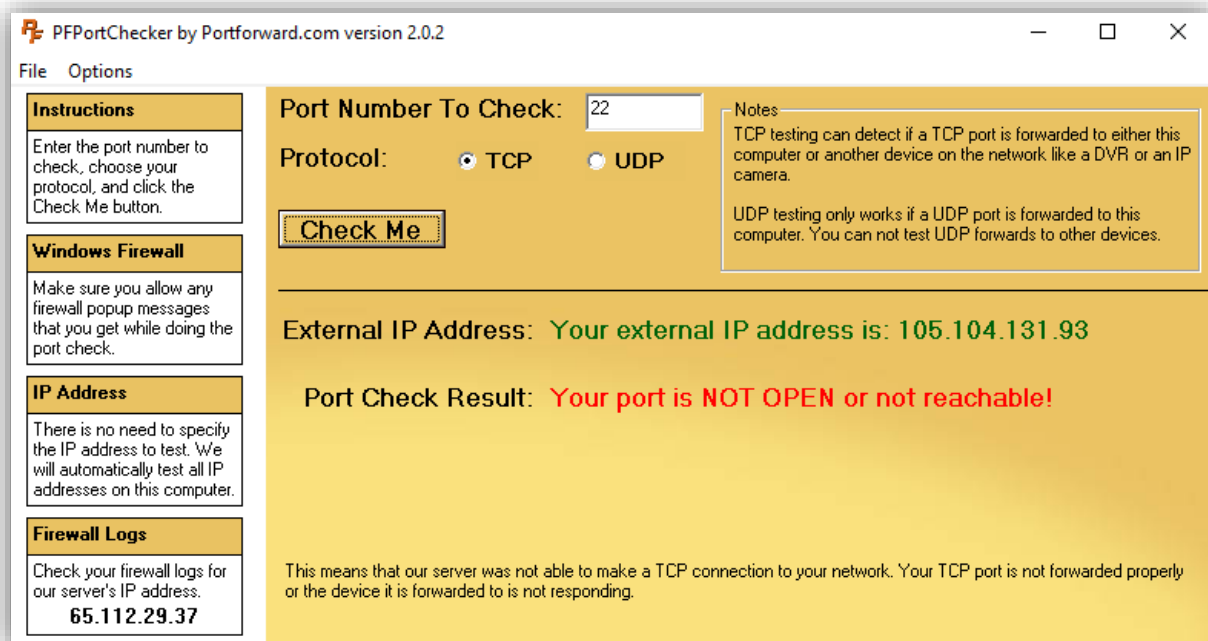 PFPortChecker by Portforward.com version 2.0.2
File Options
Instructions
Enter the port number to
check, choose your
protocol, and click the
Check Me button.
Windows Firewall
Make sure you allow any
firewall popup messages
that you get while doing the
port check.
IP Address
There is no need to specify
the IP address to test. We
will automatically test all IP
addresses on this computer.
Firewall Logs
Check your firewall logs for
our server's IP address.
65.112.29.37
Port Number To Check: 22
Protocol: TCP UDP
Check Me
Notes
TCP testing can detect if a TCP port is forwarded to either this
computer or another device on the network like a DVR or an IP
camera.
UDP testing only works if a UDP port is forwarded to this
computer. You can not test UDP forwards to other devices.
External IP Address: Your external IP address is: 105.104.131.93
Port Check Result: Your port is NOT OPEN or not reachable!
This means that our server was not able to make a TCP connection to your network. Your TCP port is not forwarded properly
or the device it is forwarded to is not responding.